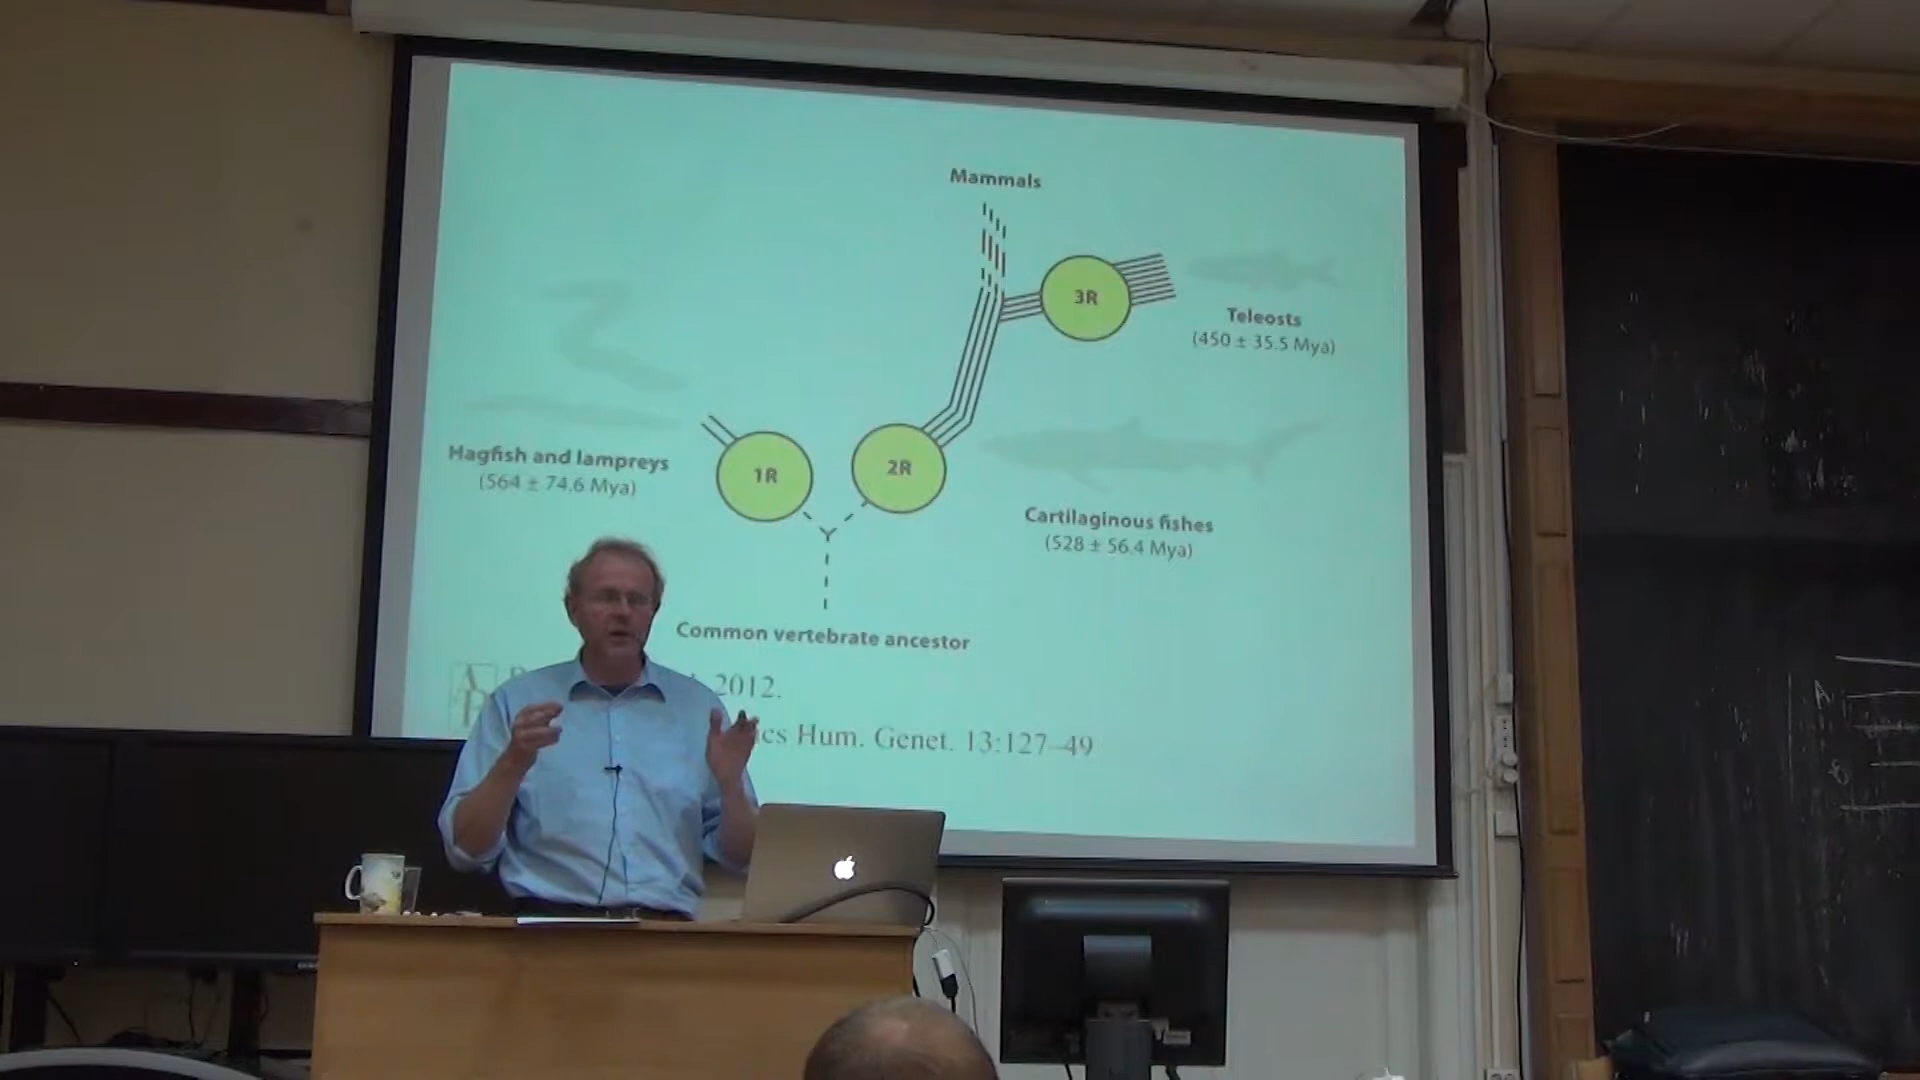 Mammals
3R
Teleosts
(450 ± 35.5 Mya)
Hagfish and lampreys
(564 ± 74.6 Mya)
1R
2R
Cartilaginous fishes
(528 ± 56.4 Mya)
Common vertebrate ancestor
2012.
Hum. Genet. 13:127–49